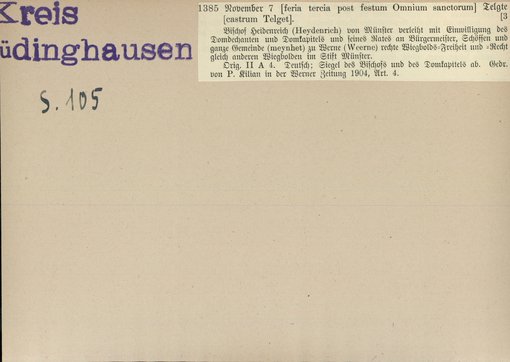 Kreis
üdinghausen
S. 105
1385 November 7 [feria tercia post festum Omnium sanctorum] Telgte
[castrum Telget]. [3
Bischof Heidenreich (Heydenrich) von Münster verleiht mit Einwilligung des
Domdechanten und Domkapitels und seines Rates an Bürgermeister, Schöffen und
ganze Gemeinde (meynhet) zu Werne (Weerne) rechte Wiegbolds-Freiheit und =Recht
gleich anderen Wiegbolden im Stift Münster.
Orig. II A 4. Deutsch; Siegel des Bischofs und des Domkapitels ab. Gedr.
von P. Kilian in der Werner Zeitung 1904, Art. 4.